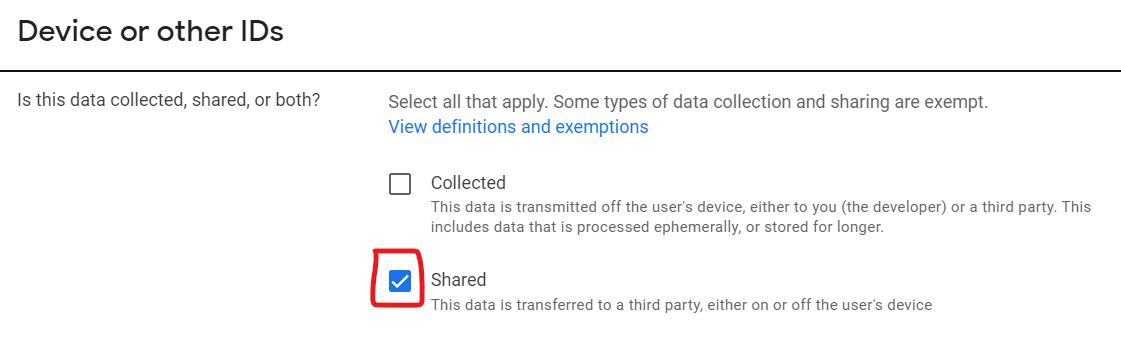 Device or other IDs
Is this data collected, shared, or both?
Select all that apply. Some types of data collection and sharing are exempt.
View definitions and exemptions
Collected
This data is transmitted off the user's device, either to you (the developer) or a third party. This
includes data that is processed ephemerally, or stored for longer.
Shared
This data is transferred to a third party, either on or off the user's device